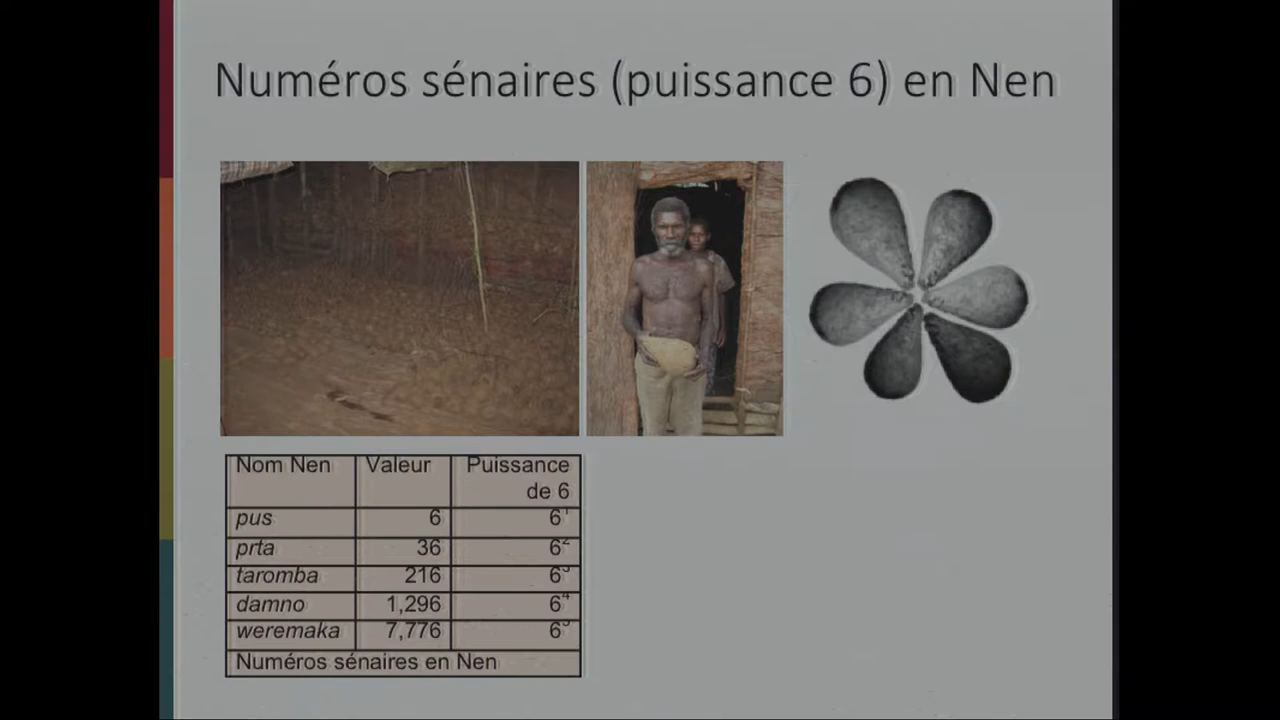 Numéros sénaires (puissance 6) en Nen
Nom Nen Valeur Puissance
de 6
pus 6 6¹
prta 36 6²
taromba 216 6³
damno 1,296 6⁴
weremaka 7,776 6⁵
Numéros sénaires en Nen